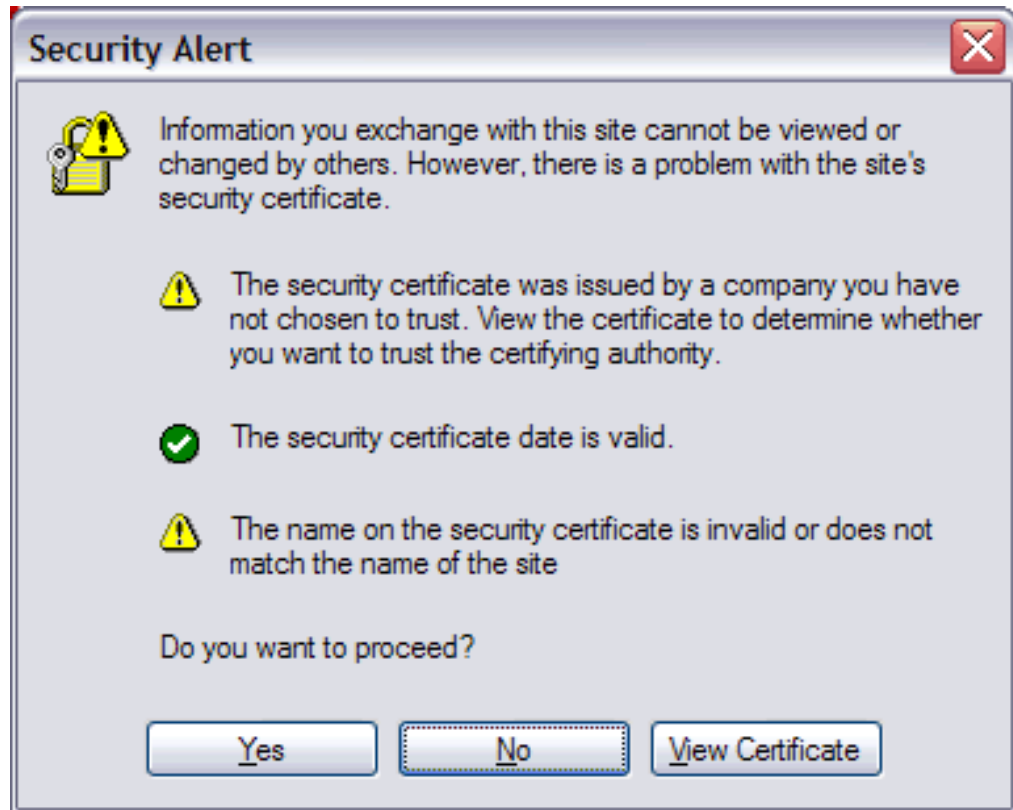 Security Alert
Information you exchange with this site cannot be viewed or
changed by others. However, there is a problem with the site's
security certificate.
The security certificate was issued by a company you have
not chosen to trust. View the certificate to determine whether
you want to trust the certifying authority.
The security certificate date is valid.
The name on the security certificate is invalid or does not
match the name of the site
Do you want to proceed?
Yes No View Certificate